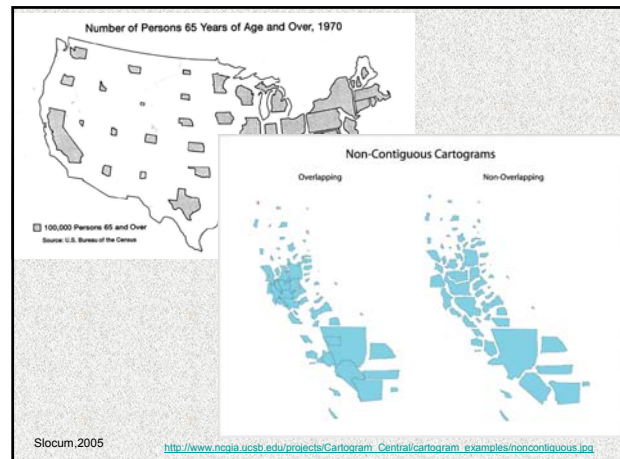 Number of Persons 65 Years of Age and Over, 1970
100,000 Persons 65 and Over
Source: U.S. Bureau of the Census
Non-Contiguous Cartograms
Overlapping
Non-Overlapping
Slocum,2005
http://www.ncgia.ucsb.edu/projects/Cartogram_Central/cartogram_examples/noncontiguous.jpg